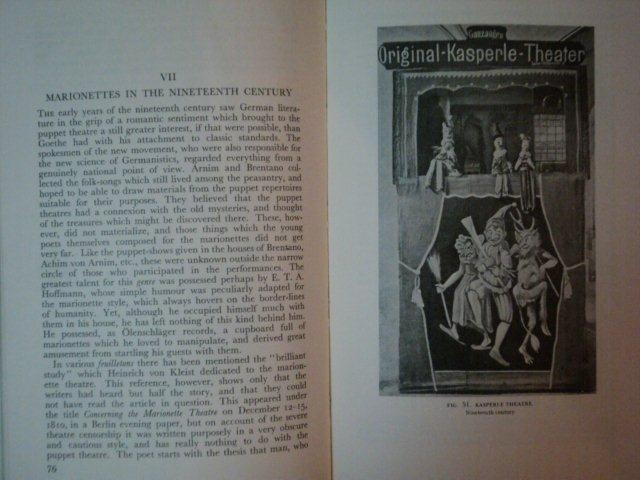 VII
MARIONETTES IN THE NINETEENTH CENTURY
THE early years of the nineteenth century saw German litera-
ture in the grip of a romantic sentiment which brought to the
puppet theatre a still greater interest, if that were possible, than
Goethe had with his attachment to classic standards. The
spokesmen of the new movement, who were also responsible for
the new science of Germanistics, regarded everything from a
genuinely national point of view. Arnim and Brentano col-
lected the folk-songs which still lived among the peasantry, and
hoped to be able to draw materials from the puppet repertoires
suitable for their purposes. They believed that the puppet
theatres had a connexion with the old mysteries, and thought
of the treasures which might be discovered there. These, how-
ever, did not materialize, and those things which the young
poets themselves composed for the marionettes did not get
very far. Like the puppet-shows given in the houses of Brentano,
Achim von Arnim, etc., these were unknown outside the narrow
circle of those who participated in the performances. The
greatest talent for this genre was possessed perhaps by E. T. A.
Hoffmann, whose simple humour was peculiarly adapted for
the marionette style, which always hovers on the border-lines
of humanity. Yet, although he occupied himself much with
them in his house, he has left nothing of this kind behind him.
He possessed, as Ölenschläger records, a cupboard full of
marionettes which he loved to manipulate, and derived great
amusement from startling his guests with them.
In various feuilletons there has been mentioned the "brilliant
study" which Heinrich von Kleist dedicated to the marion-
ette theatre. This reference, however, shows only that the
writers had heard but half the story, and that they could
not have read the article in question. This appeared under
the title Concerning the Marionette Theatre on December 12-15,
1810, in a Berlin evening paper, but on account of the severe
theatre censorship it was written purposely in a very obscure
and cautious style, and has really nothing to do with the
puppet theatre. The poet starts with the thesis that man, who
76
Original-Kasperle-Theater
FIG. 51. KASPERLE THEATRE
Nineteenth century